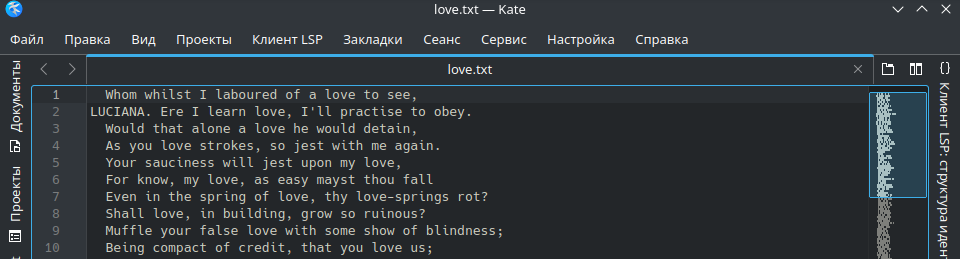 love.txt — Kate
Файл Правка Вид Проекты Клиент LSP Закладки Сеанс Сервис Настройка Справка
love.txt
Документы
Проекты
1 Whom whilst I laboured of a love to see,
2 LUCIANA. Ere I learn love, I'll practise to obey.
3 Would that alone a love he would detain,
4 As you love strokes, so jest with me again.
5 Your sauciness will jest upon my love,
6 For know, my love, as easy mayst thou fall
7 Even in the spring of love, thy love-springs rot?
8 Shall love, in building, grow so ruinous?
9 Muffle your false love with some show of blindness;
10 Being compact of credit, that you love us;
{} Клиент LSP: структура